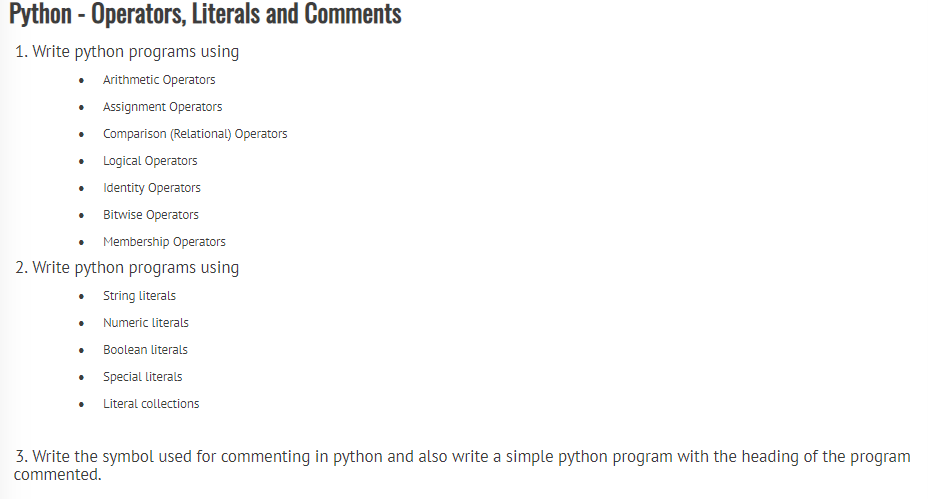 Python - Operators, Literals and Comments
1. Write python programs using
• Arithmetic Operators
• Assignment Operators
• Comparison (Relational) Operators
• Logical Operators
• Identity Operators
• Bitwise Operators
• Membership Operators
2. Write python programs using
• String literals
• Numeric literals
• Boolean literals
• Special literals
• Literal collections
3. Write the symbol used for commenting in python and also write a simple python program with the heading of the program
commented.